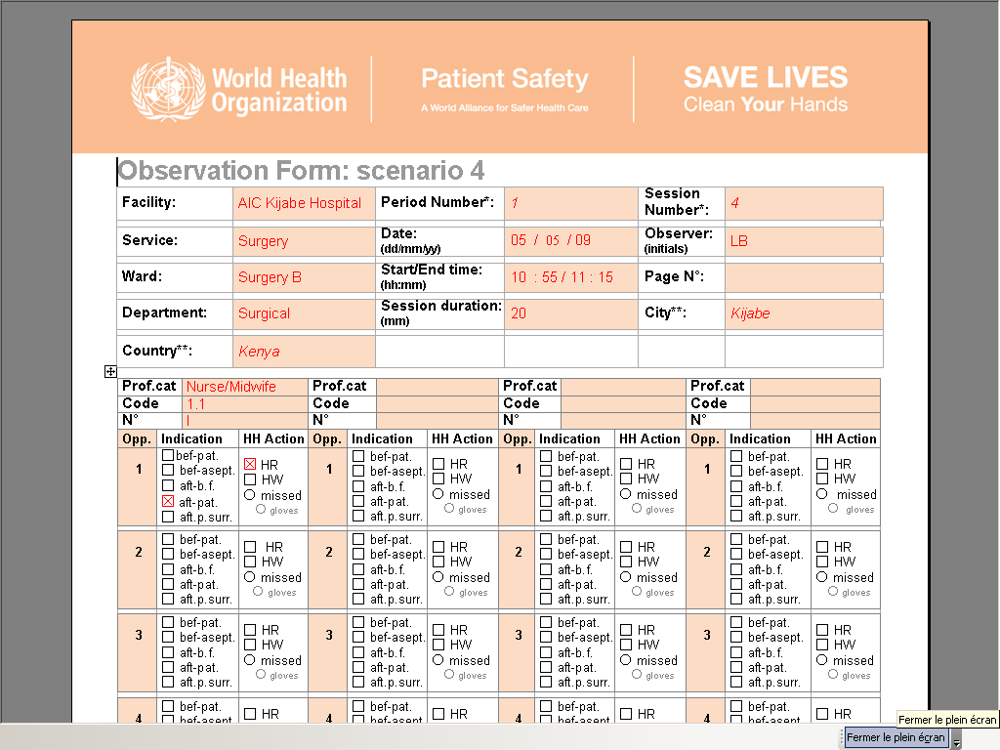 World Health Organization
Patient Safety
A World Alliance for Safer Health Care
SAVE LIVES
Clean Your Hands
Observation Form: scenario 4
Facility: AIC Kijabe Hospital Period Number*: 1 Session Number*: 4
Service: Surgery Date: (dd/mm/yy) 05 / 05 / 09 Observer: (initials) LB
Ward: Surgery B Start/End time: (hh:mm) 10 : 55 / 11 : 15 Page N°:
Department: Surgical Session duration: (mm) 20 City**: Kijabe
Country**: Kenya
Prof.cat Nurse/Midwife Prof.cat Prof.cat Prof.cat
Code 1.1 Code Code Code
N° I N° N° N°
Opp. Indication HH Action Opp. Indication HH Action Opp. Indication HH Action Opp. Indication HH Action
1 bef-pat. bef-asept. aft-b.f. aft-pat. aft.p.surr. HR HW missed gloves
1 bef-pat. bef-asept. aft-b.f. aft-pat. aft.p.surr. HR HW missed gloves
1 bef-pat. bef-asept. aft-b.f. aft-pat. aft.p.surr. HR HW missed gloves
1 bef-pat. bef-asept. aft-b.f. aft-pat. aft.p.surr. HR HW missed gloves
2 bef-pat. bef-asept. aft-b.f. aft-pat. aft.p.surr. HR HW missed gloves
2 bef-pat. bef-asept. aft-b.f. aft-pat. aft.p.surr. HR HW missed gloves
2 bef-pat. bef-asept. aft-b.f. aft-pat. aft.p.surr. HR HW missed gloves
2 bef-pat. bef-asept. aft-b.f. aft-pat. aft.p.surr. HR HW missed gloves
3 bef-pat. bef-asept. aft-b.f. aft-pat. aft.p.surr. HR HW missed gloves
3 bef-pat. bef-asept. aft-b.f. aft-pat. aft.p.surr. HR HW missed gloves
3 bef-pat. bef-asept. aft-b.f. aft-pat. aft.p.surr. HR HW missed gloves
3 bef-pat. bef-asept. aft-b.f. aft-pat. aft.p.surr. HR HW missed gloves
4 bef-pat. bef-asept. HR
4 bef-pat. bef-asept. HR
4 bef-pat. bef-asept. HR
4 bef-pat. bef-asept. HR
Fermer le plein écran
Fermer le plein écran